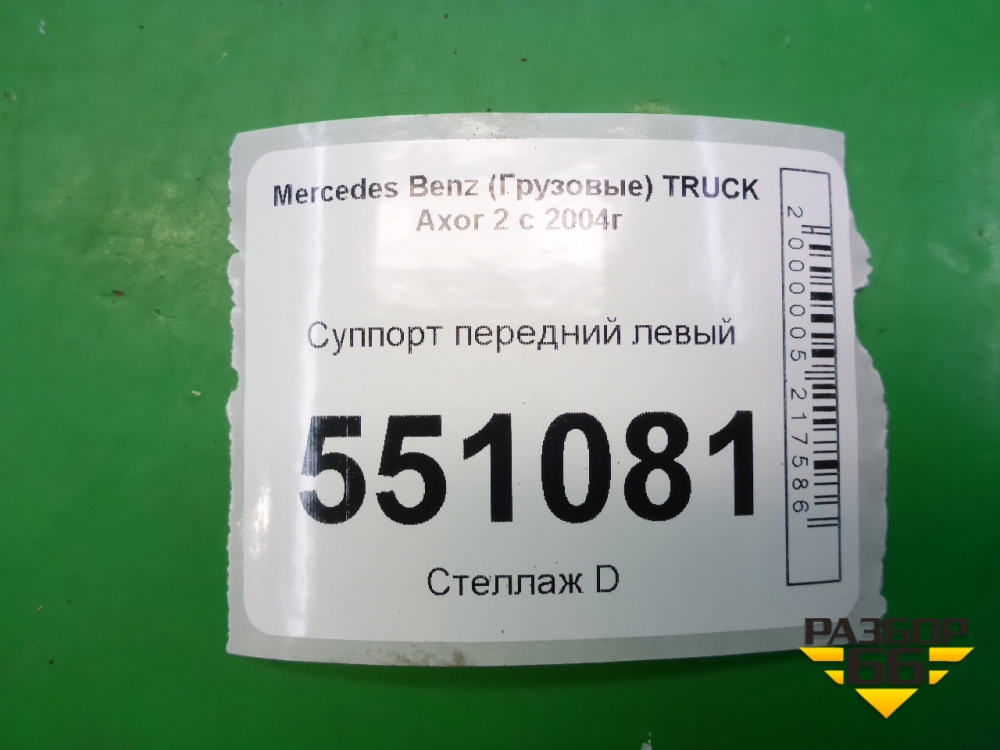 Mercedes Benz (Грузовые) TRUCK
Axor 2 с 2004г
Суппорт передний левый
551081
Стеллаж D
2000005217586
РАЗБОР
66